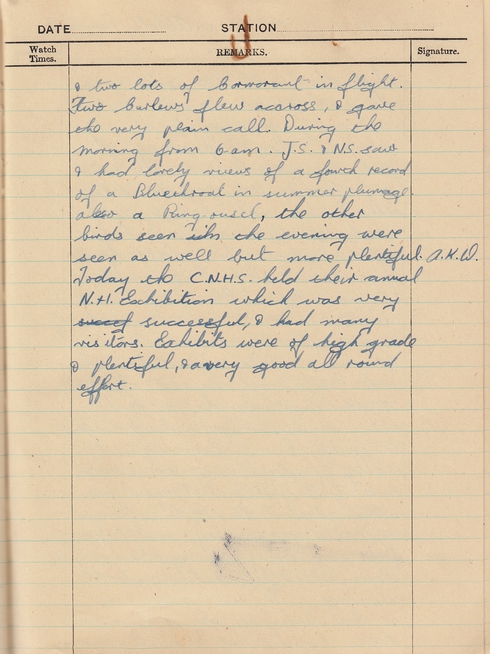 DATE STATION
Watch Times. REMARKS. Signature.
& two lots of Cormorant in flight.
Two Curlews flew accross, & gave
the very plain call. During the
morning from 6am. J.S. & N.S. saw
& had lovely views of a fourth record
of a Bluethroat in summer plumage.
also a Ring-ousel, the other
birds seen in the evening were
seen as well but more plentiful. A.K.W.
Today the C.N.H.S. held their annual
N.H. Exhibition which was very
succesf successful, & had many
visitors. Exhibits were of high grade
& plentiful, & a very good all round
effort.